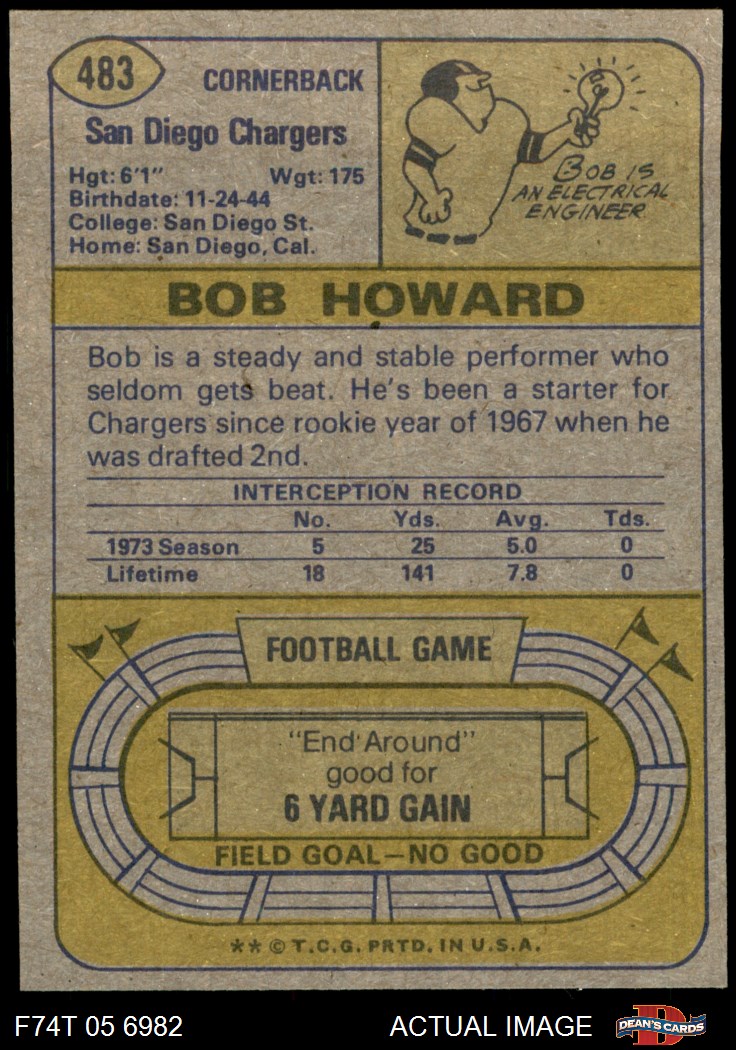 483
CORNERBACK
San Diego Chargers
Hgt: 6'1" Wgt: 175
Birthdate: 11-24-44
College: San Diego St.
Home: San Diego, Cal.
BOB IS
AN ELECTRICAL
ENGINEER
BOB HOWARD
Bob is a steady and stable performer who
seldom gets beat. He's been a starter for
Chargers since rookie year of 1967 when he
was drafted 2nd.
INTERCEPTION RECORD
No. Yds. Avg. Tds.
1973 Season 5 25 5.0 0
Lifetime 18 141 7.8 0
FOOTBALL GAME
"End Around"
good for
6 YARD GAIN
FIELD GOAL—NO GOOD
** © T.C.G. PRTD. IN U.S.A.
F74T 05 6982 ACTUAL IMAGE
D
DEAN'S CARDS